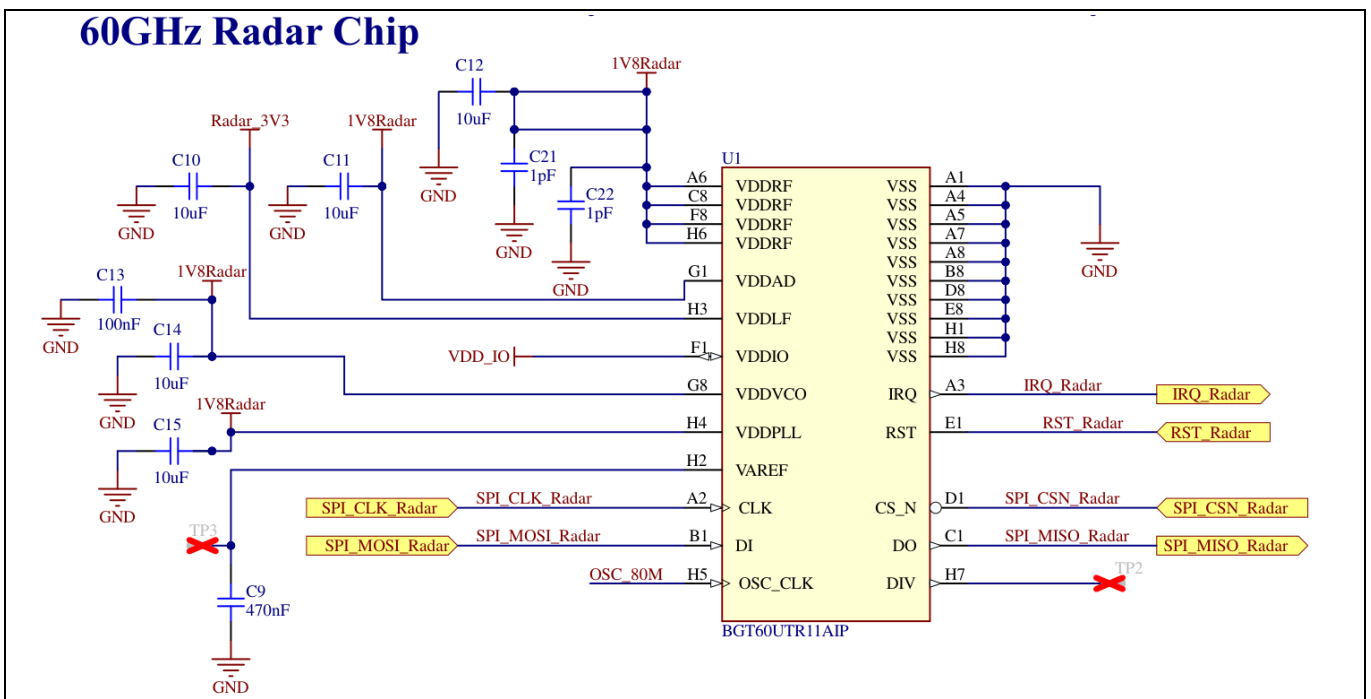 60GHz Radar Chip
C12
10uF
1V8Radar
Radar_3V3
1V8Radar
C10
10uF
C11
10uF
GND
GND
GND
C21
1pF
C22
1pF
GND
GND
U1
A6 VDDRF VSS A1
C8 VDDRF VSS A4
F8 VDDRF VSS A5
H6 VDDRF VSS A7
VSS A8
G1 VDDAD VSS B8
VSS D8
H3 VDDLF VSS E8
VSS H1
VDD_IO F1 VDDIO VSS H8
GND
1V8Radar
C13
100nF
GND
C14
10uF
GND
G8 VDDVCO IRQ A3 IRQ_Radar IRQ_Radar
1V8Radar
C15
10uF
GND
H4 VDDPLL RST E1 RST_Radar RST_Radar
H2 VAREF
SPI_CLK_Radar SPI_CLK_Radar A2 CLK CS_N D1 SPI_CSN_Radar SPI_CSN_Radar
TP3
SPI_MOSI_Radar SPI_MOSI_Radar B1 DI DO C1 SPI_MISO_Radar SPI_MISO_Radar
OSC_80M H5 OSC_CLK DIV H7 TP2
C9
470nF
GND
BGT60UTR11AIP